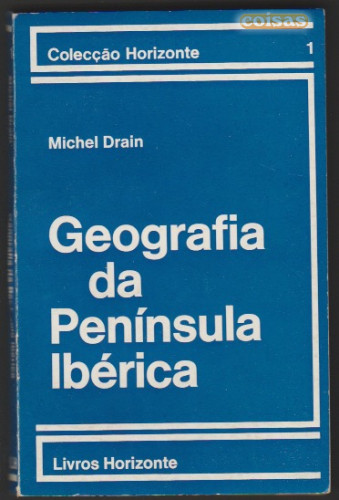 coisas
Colecção Horizonte 1
Michel Drain
Geografia
da
Península
Ibérica
Livros Horizonte